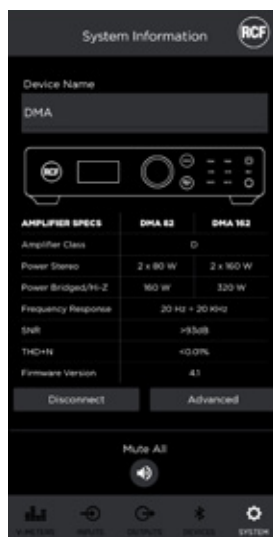 System Information
RCF
Device Name
DMA
RCF
AMPLIFIER SPECS DMA 82 DMA 162
Amplifier Class D
Power Stereo 2 x 80 W 2 x 160 W
Power Bridged/Hi-Z 160 W 320 W
Frequency Response 20 Hz ÷ 20 KHz
SNR >93dB
THD+N <0.01%
Firmware Version 4.1
Disconnect Advanced
Mute All
V-METERS INPUTS OUTPUTS DEVICES SYSTEM